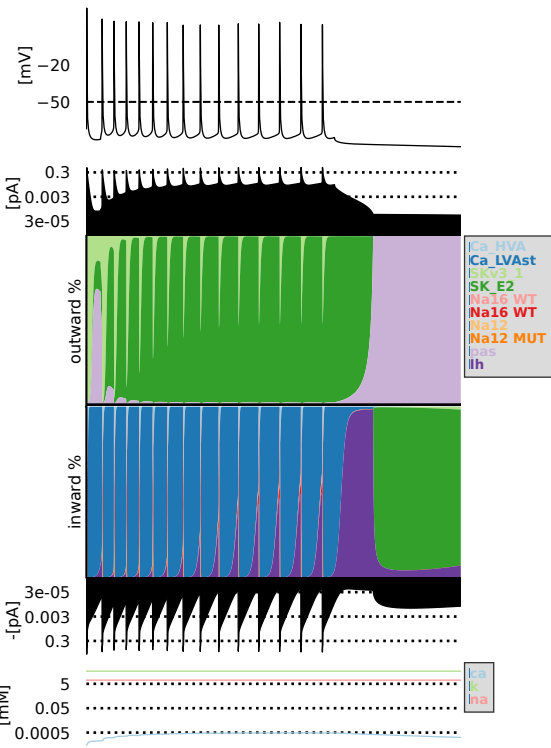 [mV]
−20
−50
[pA]
0.3
0.003
3e-05
outward %
Ca_HVA
Ca_LVAst
SKv3_1
SK_E2
Na16 WT
Na16 WT
Na12
Na12 MUT
pas
Ih
inward %
-[pA]
3e-05
0.003
0.3
[mM]
5
0.05
0.0005
ca
k
na